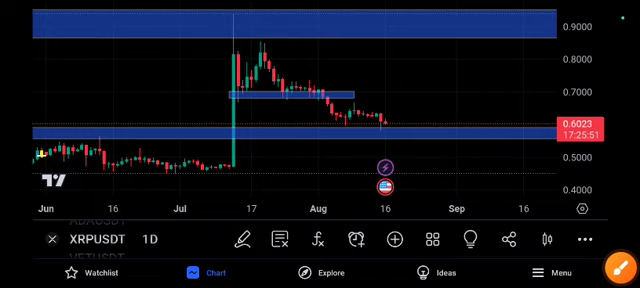 0.9000
0.8000
0.7000
0.6023
17:25:51
0.5000
0.4000
Jun 16 Jul 17 Aug 16 Sep 16
ADAUSDT
XRPUSDT 1D
VETUSDT
Watchlist Chart Explore Ideas Menu